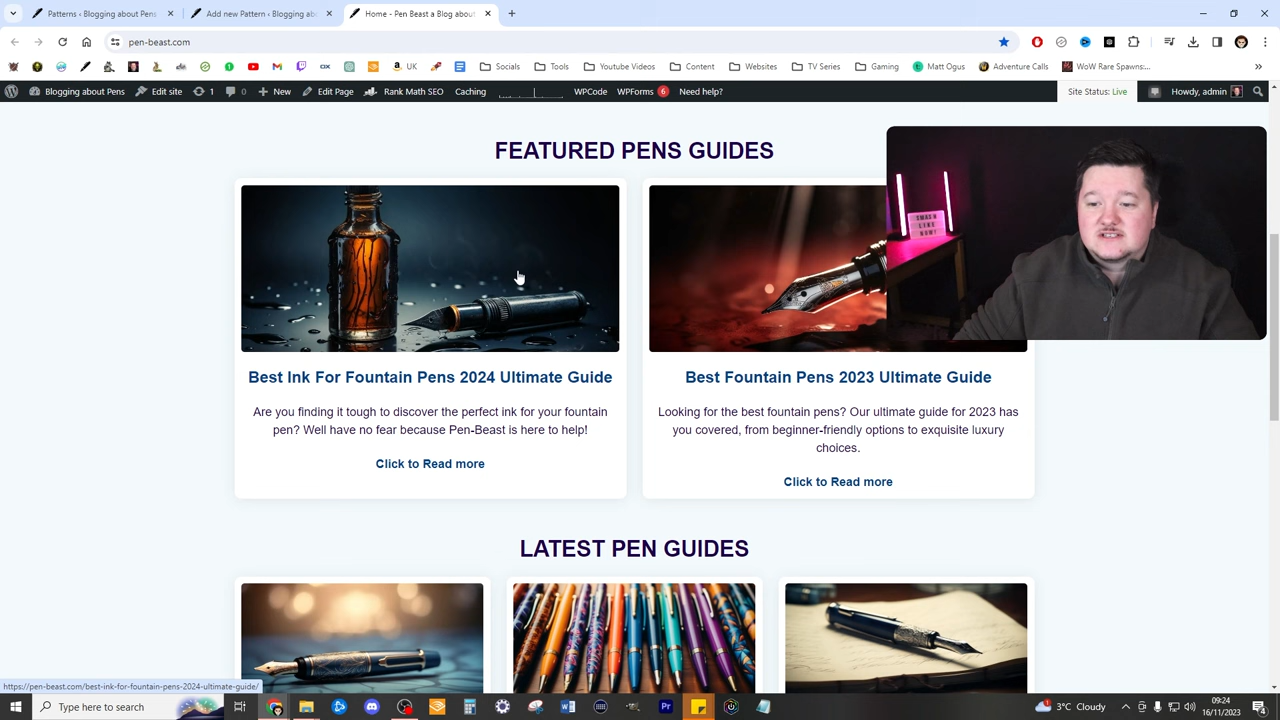 Patterns ‹ Blogging about Pens
Add new Pattern ‹ Blogging abou
Home - Pen Beast a Blog about
pen-beast.com
UK
Socials
Tools
Youtube Videos
Content
Websites
TV Series
Gaming
Matt Ogus
Adventure Calls
WoW Rare Spawns:...
Blogging about Pens
Edit site
1
0
New
Edit Page
Rank Math SEO
Caching
WPCode
WPForms 6
Need help?
Site Status: Live
Howdy, admin
FEATURED PENS GUIDES
SMASH
LIKE
NOW!
Best Ink For Fountain Pens 2024 Ultimate Guide
Are you finding it tough to discover the perfect ink for your fountain
pen? Well have no fear because Pen-Beast is here to help!
Click to Read more
Best Fountain Pens 2023 Ultimate Guide
Looking for the best fountain pens? Our ultimate guide for 2023 has
you covered, from beginner-friendly options to exquisite luxury
choices.
Click to Read more
LATEST PEN GUIDES
https://pen-beast.com/best-ink-for-fountain-pens-2024-ultimate-guide/
Type here to search
3°C Cloudy
09:24
16/11/2023